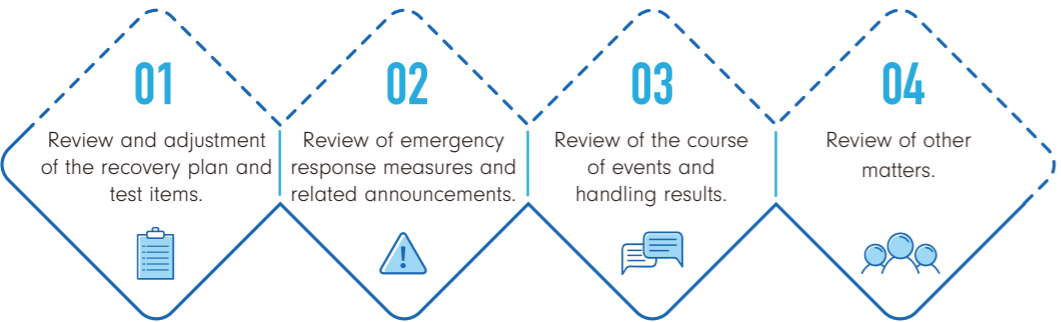 01
Review and adjustment
of the recovery plan and
test items.
02
Review of emergency
response measures and
related announcements.
03
Review of the course
of events and
handling results.
04
Review of other
matters.